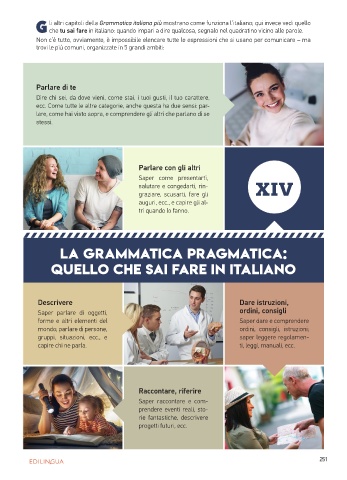 Gli altri capitoli della Grammatica italiana più mostrano come funziona l'italiano; qui invece vedi quello
che tu sai fare in italiano: quando impari a dire qualcosa, segnalo nel quadratino vicino alle parole.
Non c'è tutto, ovviamente, è impossibile elencare tutte le espressioni che si usano per comunicare – ma
trovi le più comuni, organizzate in 5 grandi ambiti:
Parlare di te
Dire chi sei, da dove vieni, come stai, i tuoi gusti, il tuo carattere,
ecc. Come tutte le altre categorie, anche questa ha due sensi: par-
lare, come hai visto sopra, e comprendere gli altri che parlano di se
stessi.
Parlare con gli altri
Saper come presentarti,
salutare e congedarti, rin-
graziare, scusarti, fare gli
auguri, ecc., e capire gli al-
tri quando lo fanno.
XIV
LA GRAMMATICA PRAGMATICA:
QUELLO CHE SAI FARE IN ITALIANO
Descrivere
Saper parlare di oggetti,
forme e altri elementi del
mondo; parlare di persone,
gruppi, situazioni, ecc., e
capire chi ne parla.
Dare istruzioni,
ordini, consigli
Saper dare e comprendere
ordini, consigli, istruzioni;
saper leggere regolamen-
ti, leggi, manuali, ecc.
Raccontare, riferire
Saper raccontare e com-
prendere eventi reali, sto-
rie fantastiche, descrivere
progetti futuri, ecc.
EDILINGUA
251